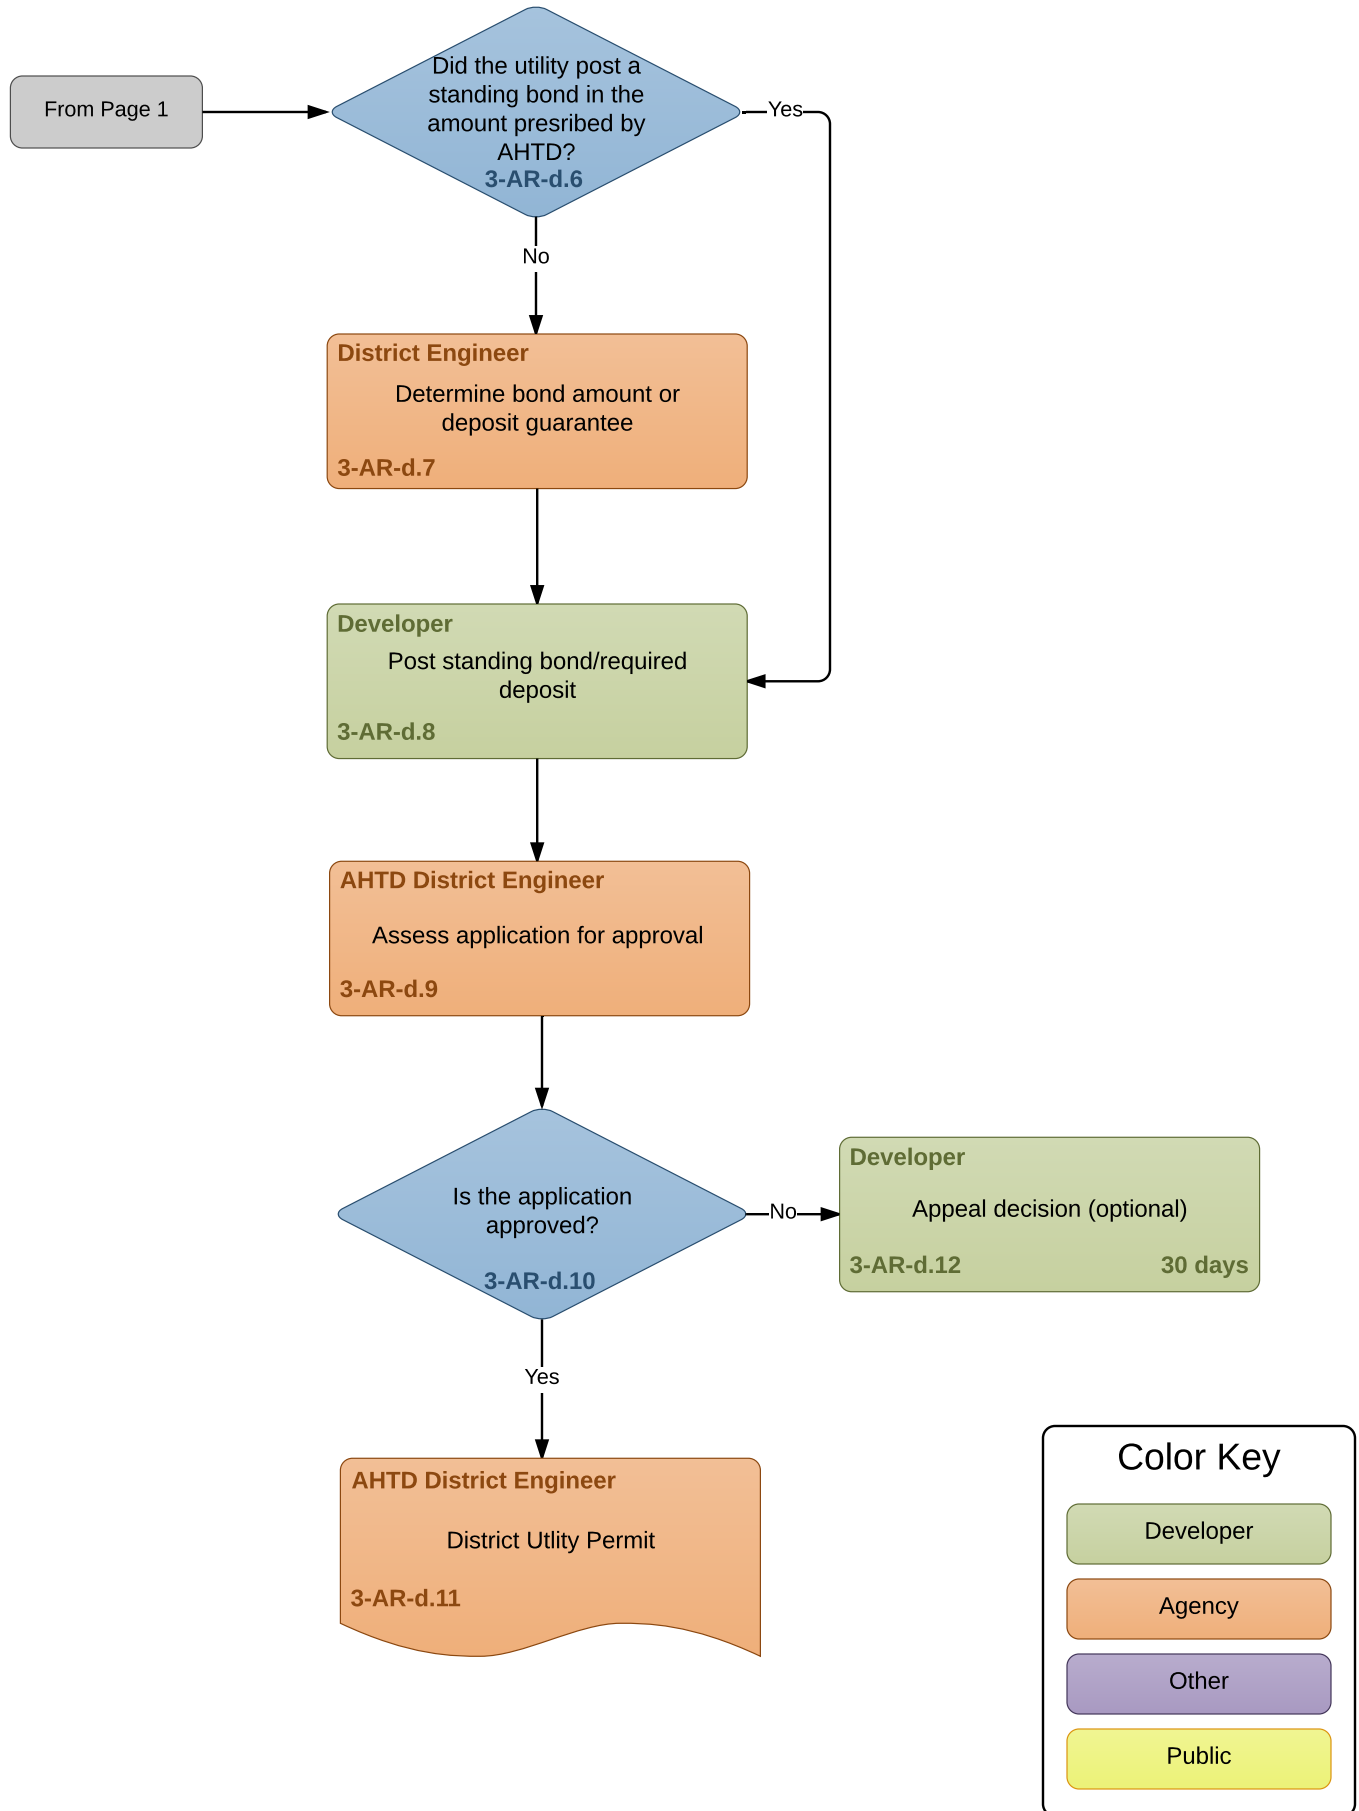 From Page 1
Did the utility post a
standing bond in the
amount presribed by
AHTD?
3-AR-d.6
Yes
No
District Engineer
Determine bond amount or
deposit guarantee
3-AR-d.7
Developer
Post standing bond/required
deposit
3-AR-d.8
AHTD District Engineer
Assess application for approval
3-AR-d.9
Is the application
approved?
3-AR-d.10
No
Developer
Appeal decision (optional)
3-AR-d.12 30 days
Yes
AHTD District Engineer
District Utlity Permit
3-AR-d.11
Color Key
Developer
Agency
Other
Public